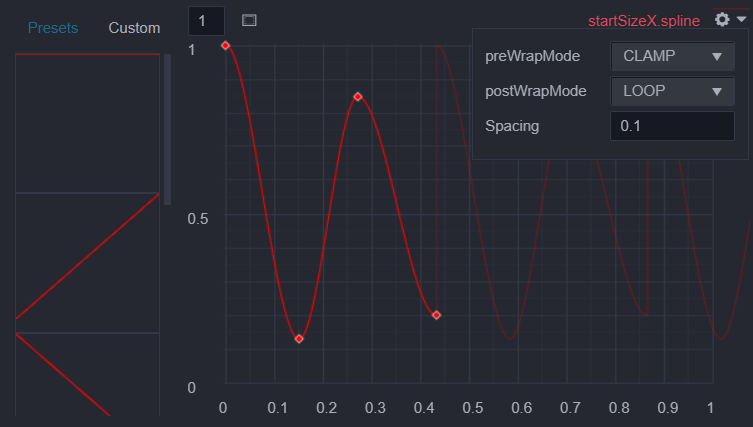 Presets Custom 1 startSizeX.spline
preWrapMode CLAMP
postWrapMode LOOP
Spacing 0.1
1
0.5
0
0 0.1 0.2 0.3 0.4 0.5 0.6 0.7 0.8 0.9 1